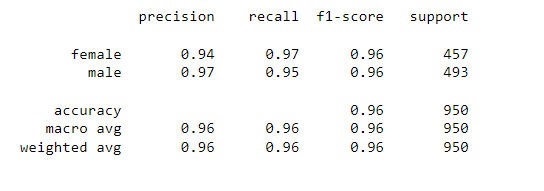 precision recall f1-score support
female 0.94 0.97 0.96 457
male 0.97 0.95 0.96 493
accuracy 0.96 950
macro avg 0.96 0.96 0.96 950
weighted avg 0.96 0.96 0.96 950